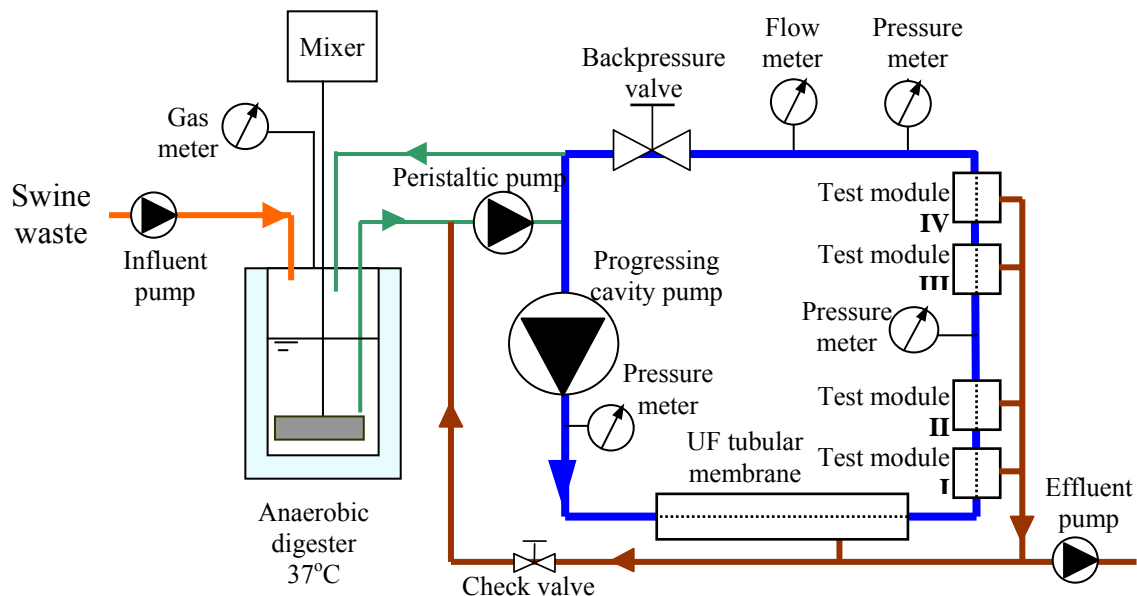 Mixer
Gas
meter
Swine
waste
Influent
pump
Anaerobic
digester
37°C
Peristaltic pump
Backpressure
valve
Flow
meter
Pressure
meter
Progressing
cavity pump
Pressure
meter
Test module
IV
Test module
III
Pressure
meter
Test module
II
Test module
I
UF tubular
membrane
Check valve
Effluent
pump